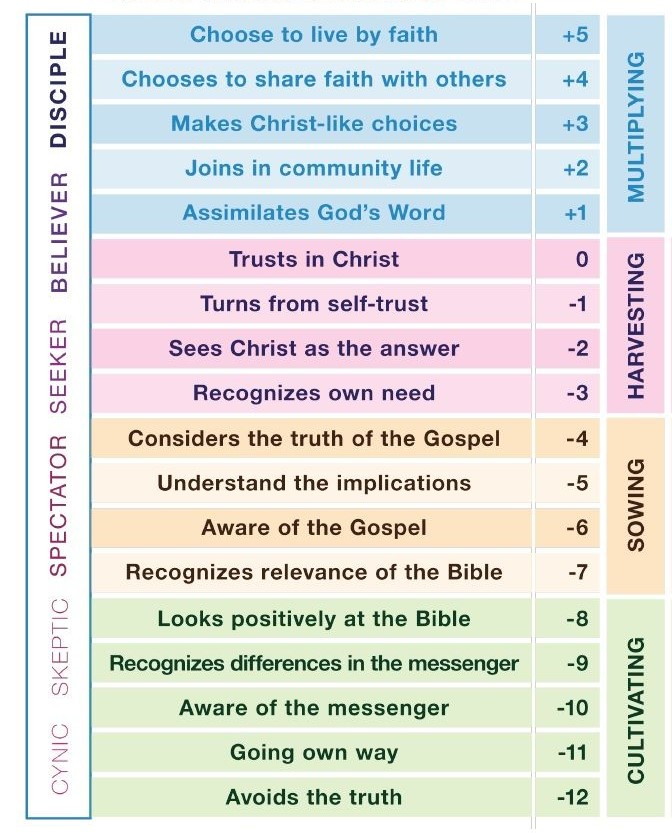 Choose to live by faith +5
Chooses to share faith with others +4
Makes Christ-like choices +3
Joins in community life +2
Assimilates God's Word +1
Trusts in Christ 0
Turns from self-trust -1
Sees Christ as the answer -2
Recognizes own need -3
Considers the truth of the Gospel -4
Understand the implications -5
Aware of the Gospel -6
Recognizes relevance of the Bible -7
Looks positively at the Bible -8
Recognizes differences in the messenger -9
Aware of the messenger -10
Going own way -11
Avoids the truth -12
DISCIPLE
BELIEVER
SEEKER
SPECTATOR
SKEPTIC
CYNIC
MULTIPLYING
HARVESTING
SOWING
CULTIVATING